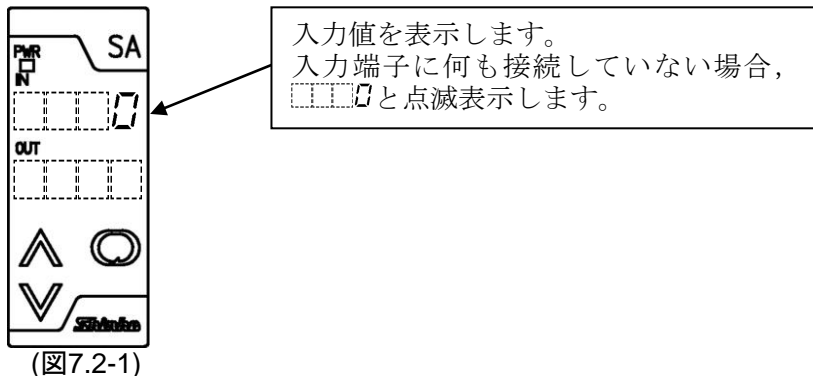 PWR
SA
IN
0
OUT
Shinko
(図7.2-1)
入力値を表示します。
入力端子に何も接続していない場合,
0と点滅表示します。